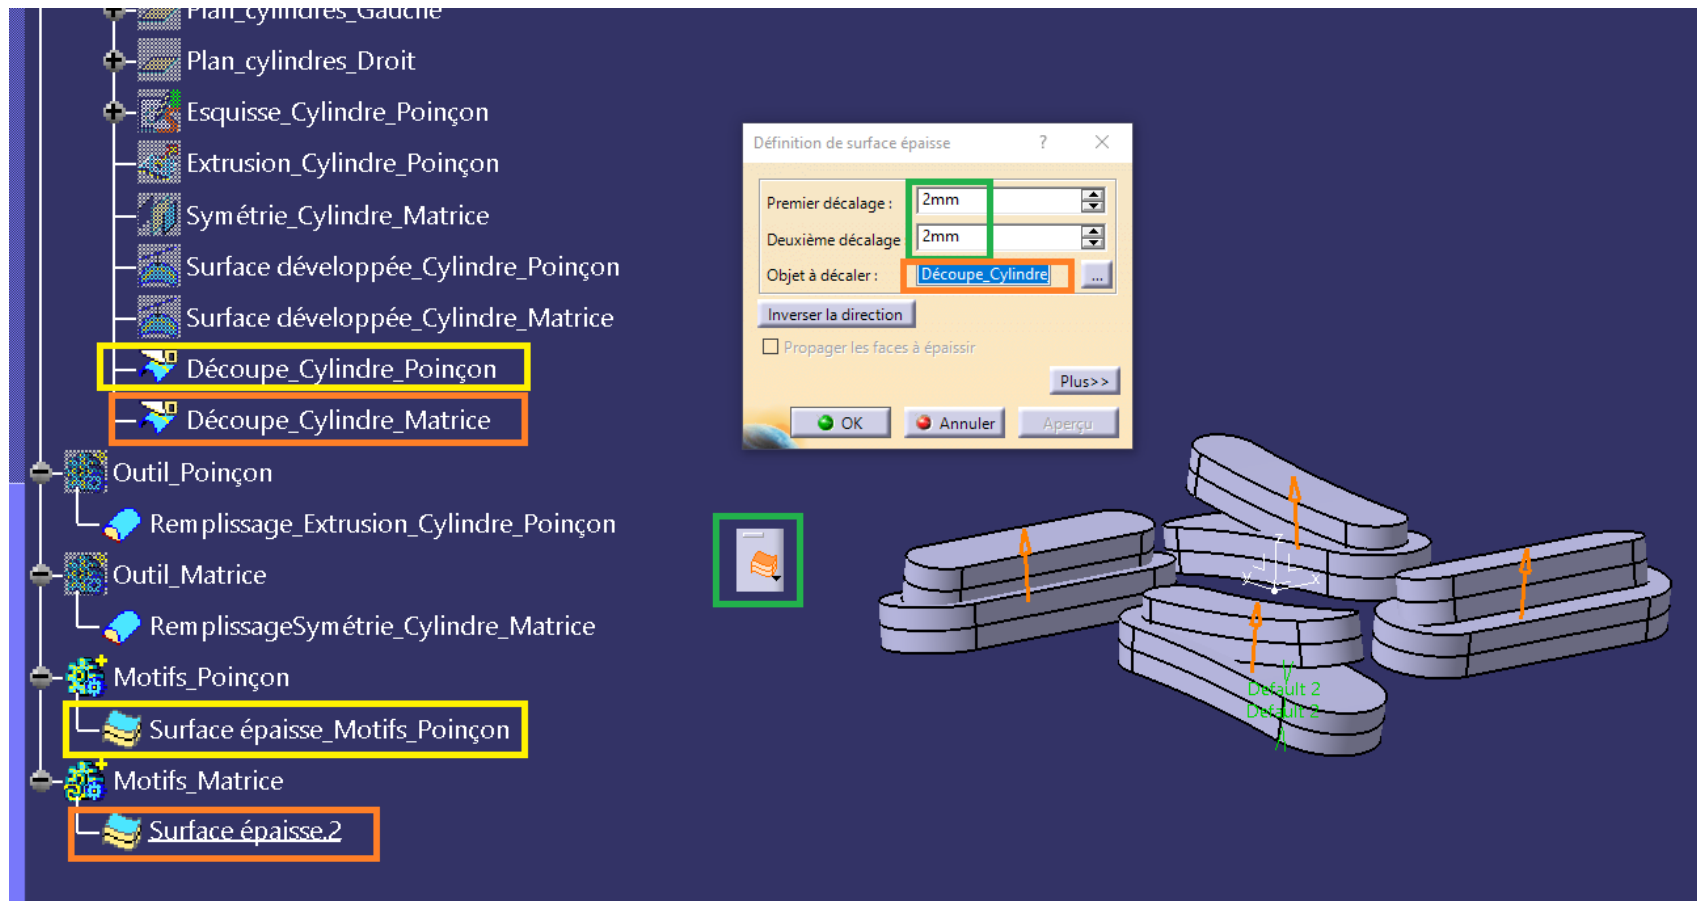 Plan_cylindres_Gauche
Plan_cylindres_Droit
Esquisse_Cylindre_Poinçon
Extrusion_Cylindre_Poinçon
Symétrie_Cylindre_Matrice
Surface développée_Cylindre_Poinçon
Surface développée_Cylindre_Matrice
Découpe_Cylindre_Poinçon
Découpe_Cylindre_Matrice
Outil_Poinçon
Remplissage_Extrusion_Cylindre_Poinçon
Outil_Matrice
RemplissageSymétrie_Cylindre_Matrice
Motifs_Poinçon
Surface épaisse_Motifs_Poinçon
Motifs_Matrice
Surface épaisse.2
Définition de surface épaisse ?
Premier décalage : 2mm
Deuxième décalage 2mm
Objet à décaler : Découpe_Cylindre ...
Inverser la direction
Propager les faces à épaissir
Plus>>
OK Annuler Aperçu
z
y x
Default 2
Default 2